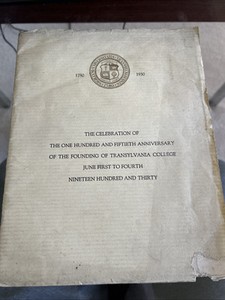 1780 1930
THE CELEBRATION OF
THE ONE HUNDRED AND FIFTIETH ANNIVERSARY
OF THE FOUNDING OF TRANSYLVANIA COLLEGE
JUNE FIRST TO FOURTH
NINETEEN HUNDRED AND THIRTY